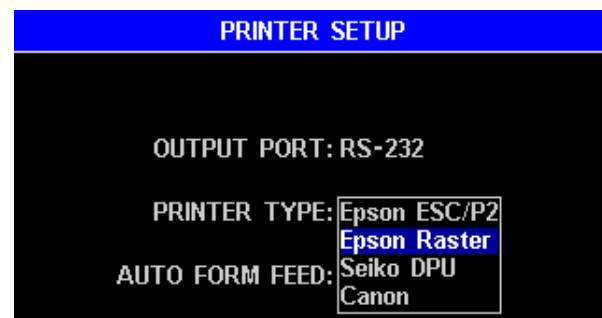 PRINTER SETUP
OUTPUT PORT: RS-232
PRINTER TYPE: Epson ESC/P2
Epson Raster
AUTO FORM FEED: Seiko DPU
Canon